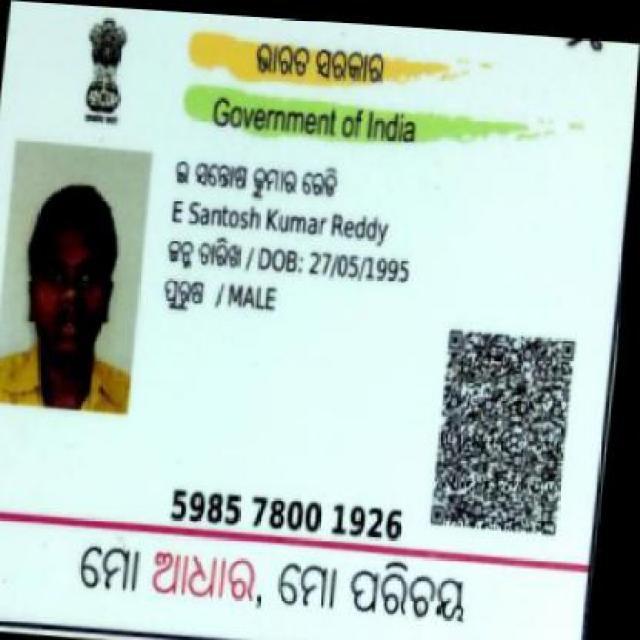 ଭାରତ ସରକାର
Government of India
ଇ ସନ୍ତୋଷ କୁମାର ରେଡି
E Santosh Kumar Reddy
ଜନ୍ମ ତାରିଖ / DOB: 27/05/1995
ପୁରୁଷ / MALE
5985 7800 1926
ମୋ ଆଧାର, ମୋ ପରିଚୟ